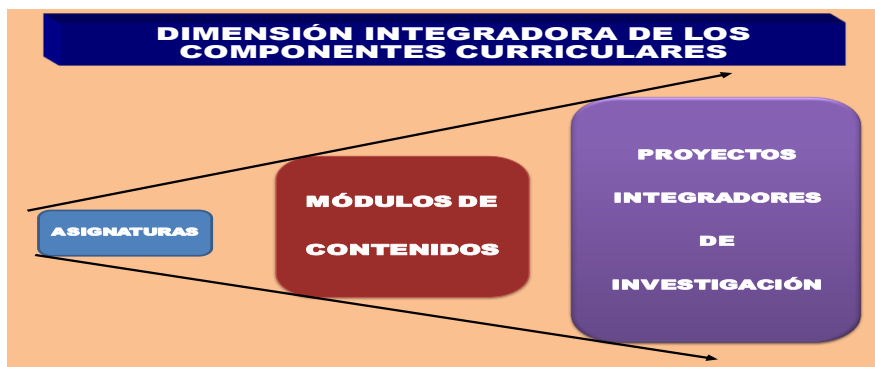 DIMENSIÓN INTEGRADORA DE LOS
COMPONENTES CURRICULARES
ASIGNATURAS
MÓDULOS DE
CONTENIDOS
PROYECTOS
INTEGRADORES
DE
INVESTIGACIÓN